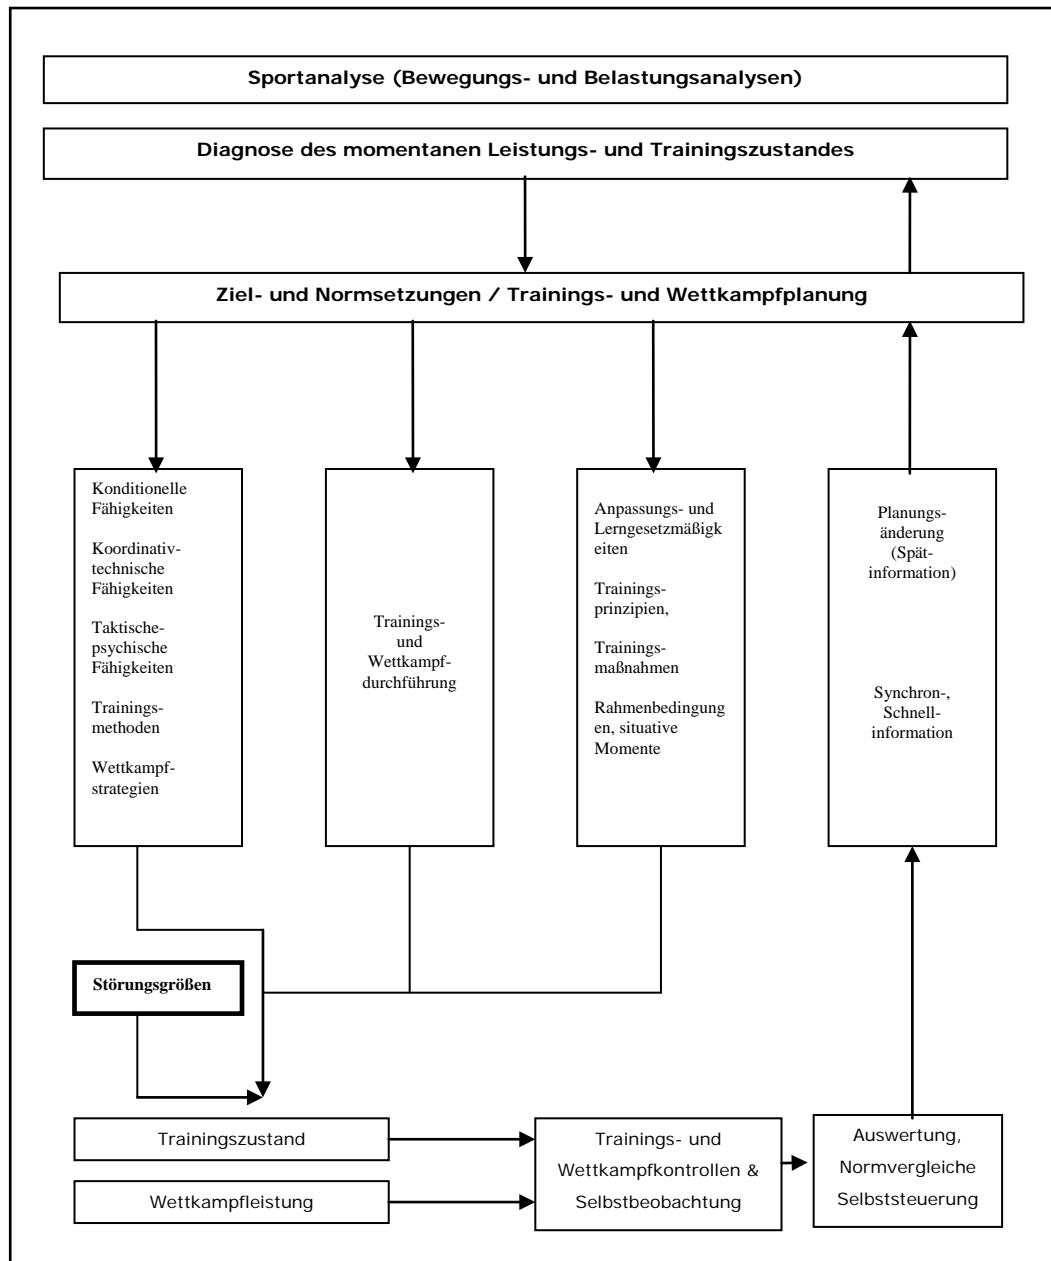 Sportanalyse (Bewegungs- und Belastungsanalysen)
Diagnose des momentanen Leistungs- und Trainingszustandes
Ziel- und Normsetzungen / Trainings- und Wettkampfplanung
Konditionelle
Fähigkeiten
Koordinativ-
technische
Fähigkeiten
Taktische-
psychische
Fähigkeiten
Trainings-
methoden
Wettkampf-
strategien
Trainings-
und
Wettkampf-
durchführung
Anpassungs- und
Lerngesetzmäßigk
eiten
Trainings-
prinzipien,
Trainings-
maßnahmen
Rahmenbedingung
en, situative
Momente
Planungs-
änderung
(Spät-
information)
Synchron-,
Schnell-
information
Störungsgrößen
Trainingszustand
Wettkampfleistung
Trainings- und
Wettkampfkontrollen &
Selbstbeobachtung
Auswertung,
Normvergleiche
Selbststeuerung